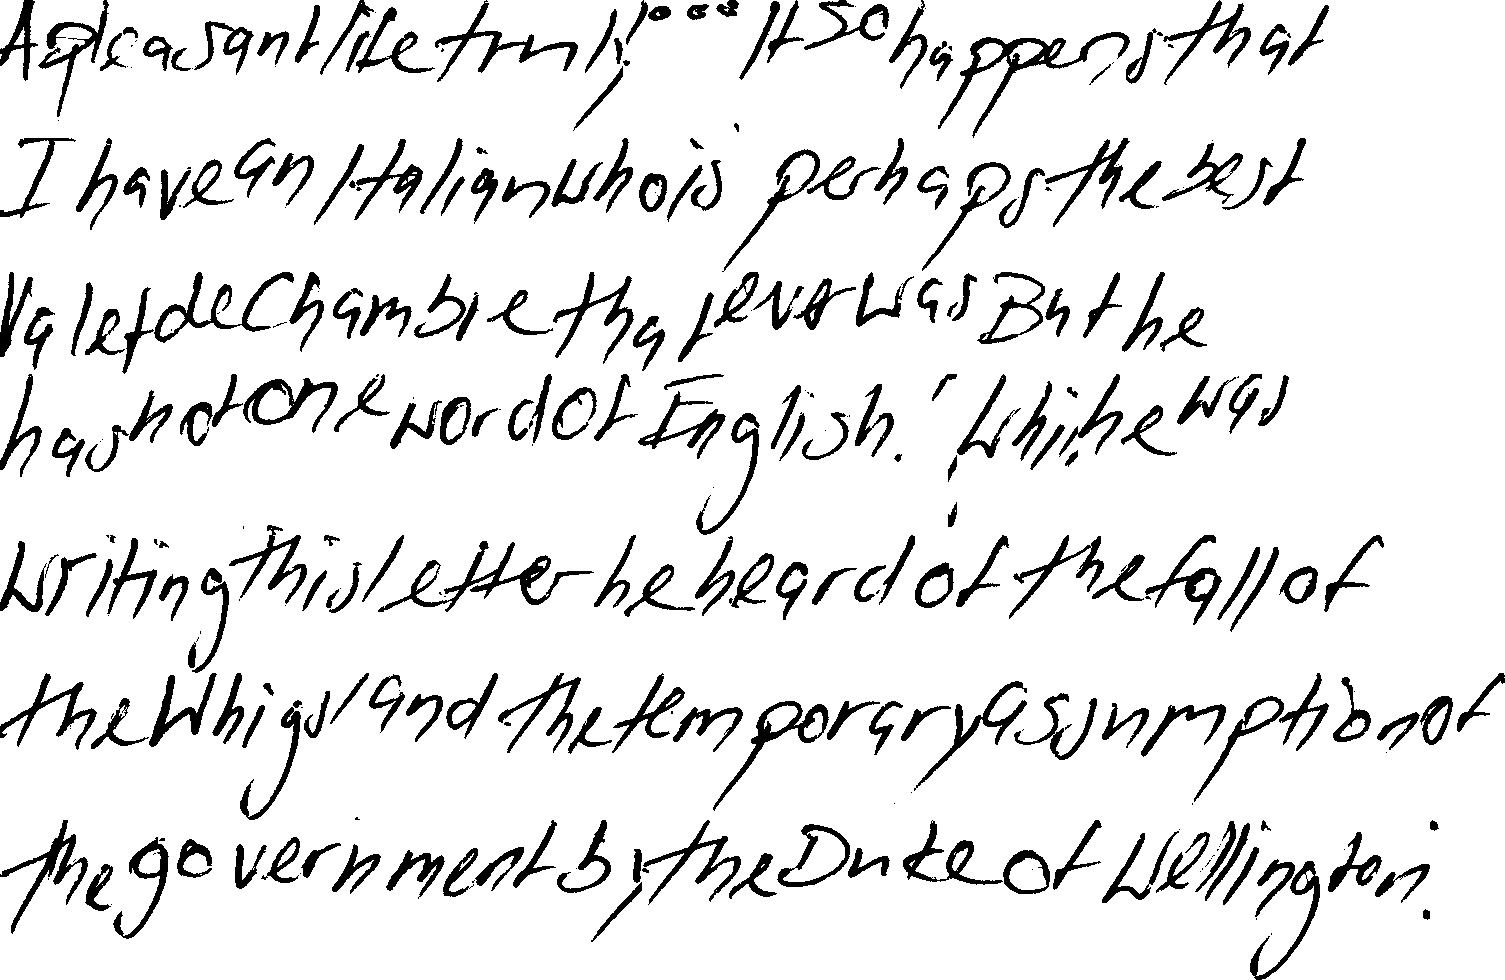 A pleasant life truly! ... It so happens that
I have an Italian who is perhaps the best
Valet de Chambre that ever was But he
has not one word of English.' While he was
writing this letter he heard of the fall of
the Whigs / and the temporary assumption of
the government by the Duke of Wellington.